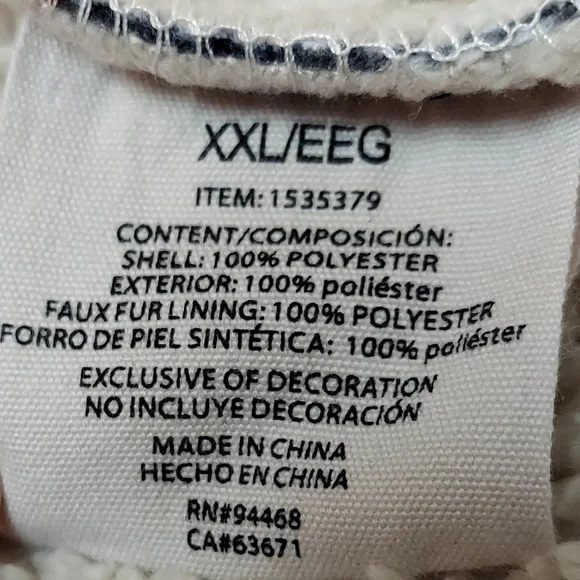 XXL/EEG
ITEM: 1535379
CONTENT/COMPOSICIÓN:
SHELL: 100% POLYESTER
EXTERIOR: 100% poliéster
FAUX FUR LINING: 100% POLYESTER
FORRO DE PIEL SINTÉTICA: 100% poliéster
EXCLUSIVE OF DECORATION
NO INCLUYE DECORACIÓN
MADE IN CHINA
HECHO EN CHINA
RN#94468
CA#63671